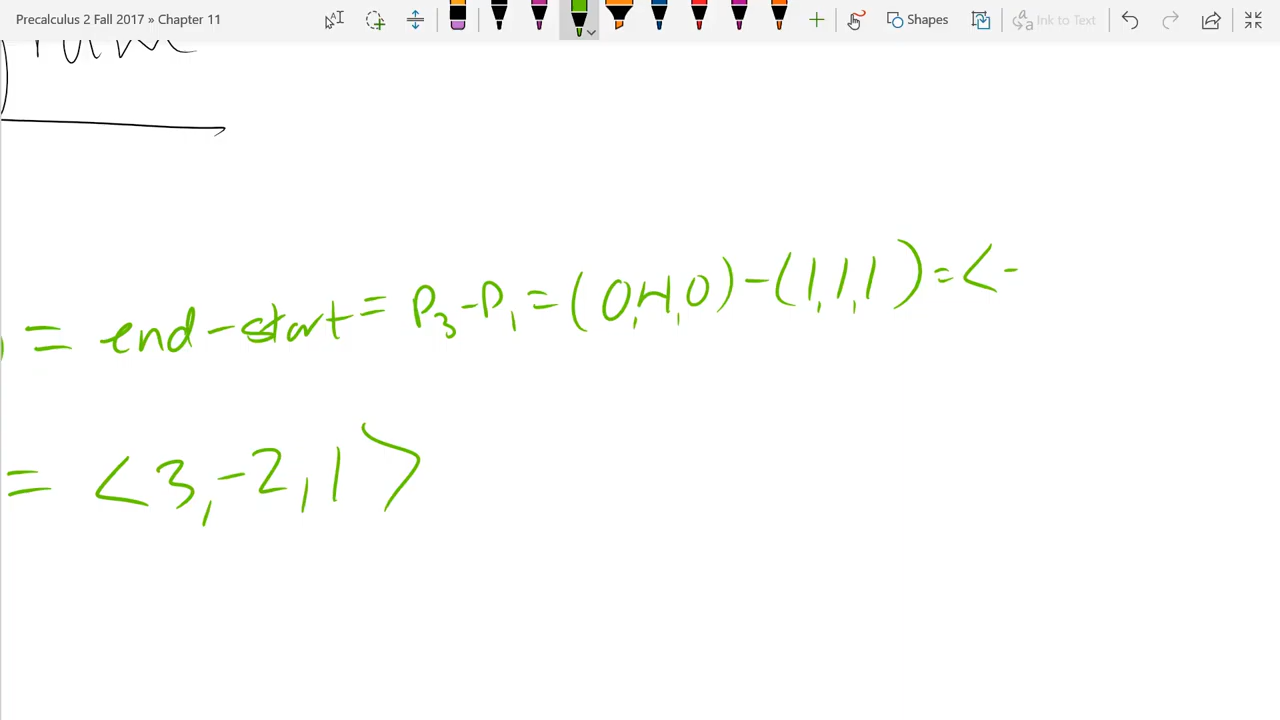 Precalculus 2 Fall 2017 » Chapter 11
Shapes
Ink to Text
= end-start = P₃-P₁ = (0,4,0)-(1,1,1) = <-
= <3,-2,1>